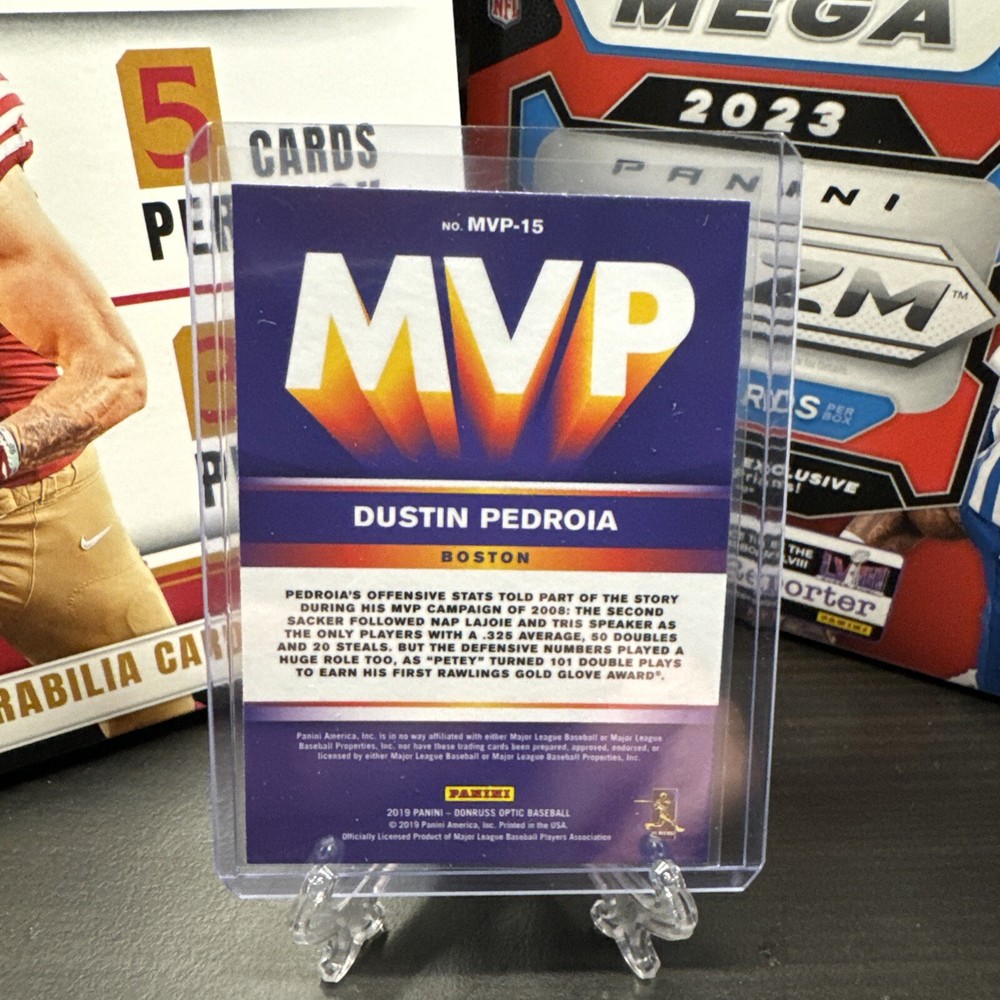 NFL
MEGA
2023
PANINI
ZM™
5
CARDS
PER
RDS PER BOX
EXCLUSIVE
THE
LVIII
orter
PANINI
RABILIA CARD
NO. MVP-15
MVP
DUSTIN PEDROIA
BOSTON
PEDROIA'S OFFENSIVE STATS TOLD PART OF THE STORY
DURING HIS MVP CAMPAIGN OF 2008: THE SECOND
SACKER FOLLOWED NAP LAJOIE AND TRIS SPEAKER AS
THE ONLY PLAYERS WITH A .325 AVERAGE, 50 DOUBLES
AND 20 STEALS. BUT THE DEFENSIVE NUMBERS PLAYED A
HUGE ROLE TOO, AS "PETEY" TURNED 101 DOUBLE PLAYS
TO EARN HIS FIRST RAWLINGS GOLD GLOVE AWARD®.
Panini America, Inc. is in no way affiliated with either Major League Baseball or Major League
Baseball Properties, Inc. nor have these trading cards been prepared, approved, endorsed, or
licensed by either Major League Baseball or Major League Baseball Properties, Inc.
PANINI
2019 PANINI – DONRUSS OPTIC BASEBALL
© 2019 Panini America, Inc. Printed in the USA.
Officially Licensed Product of Major League Baseball Players Association